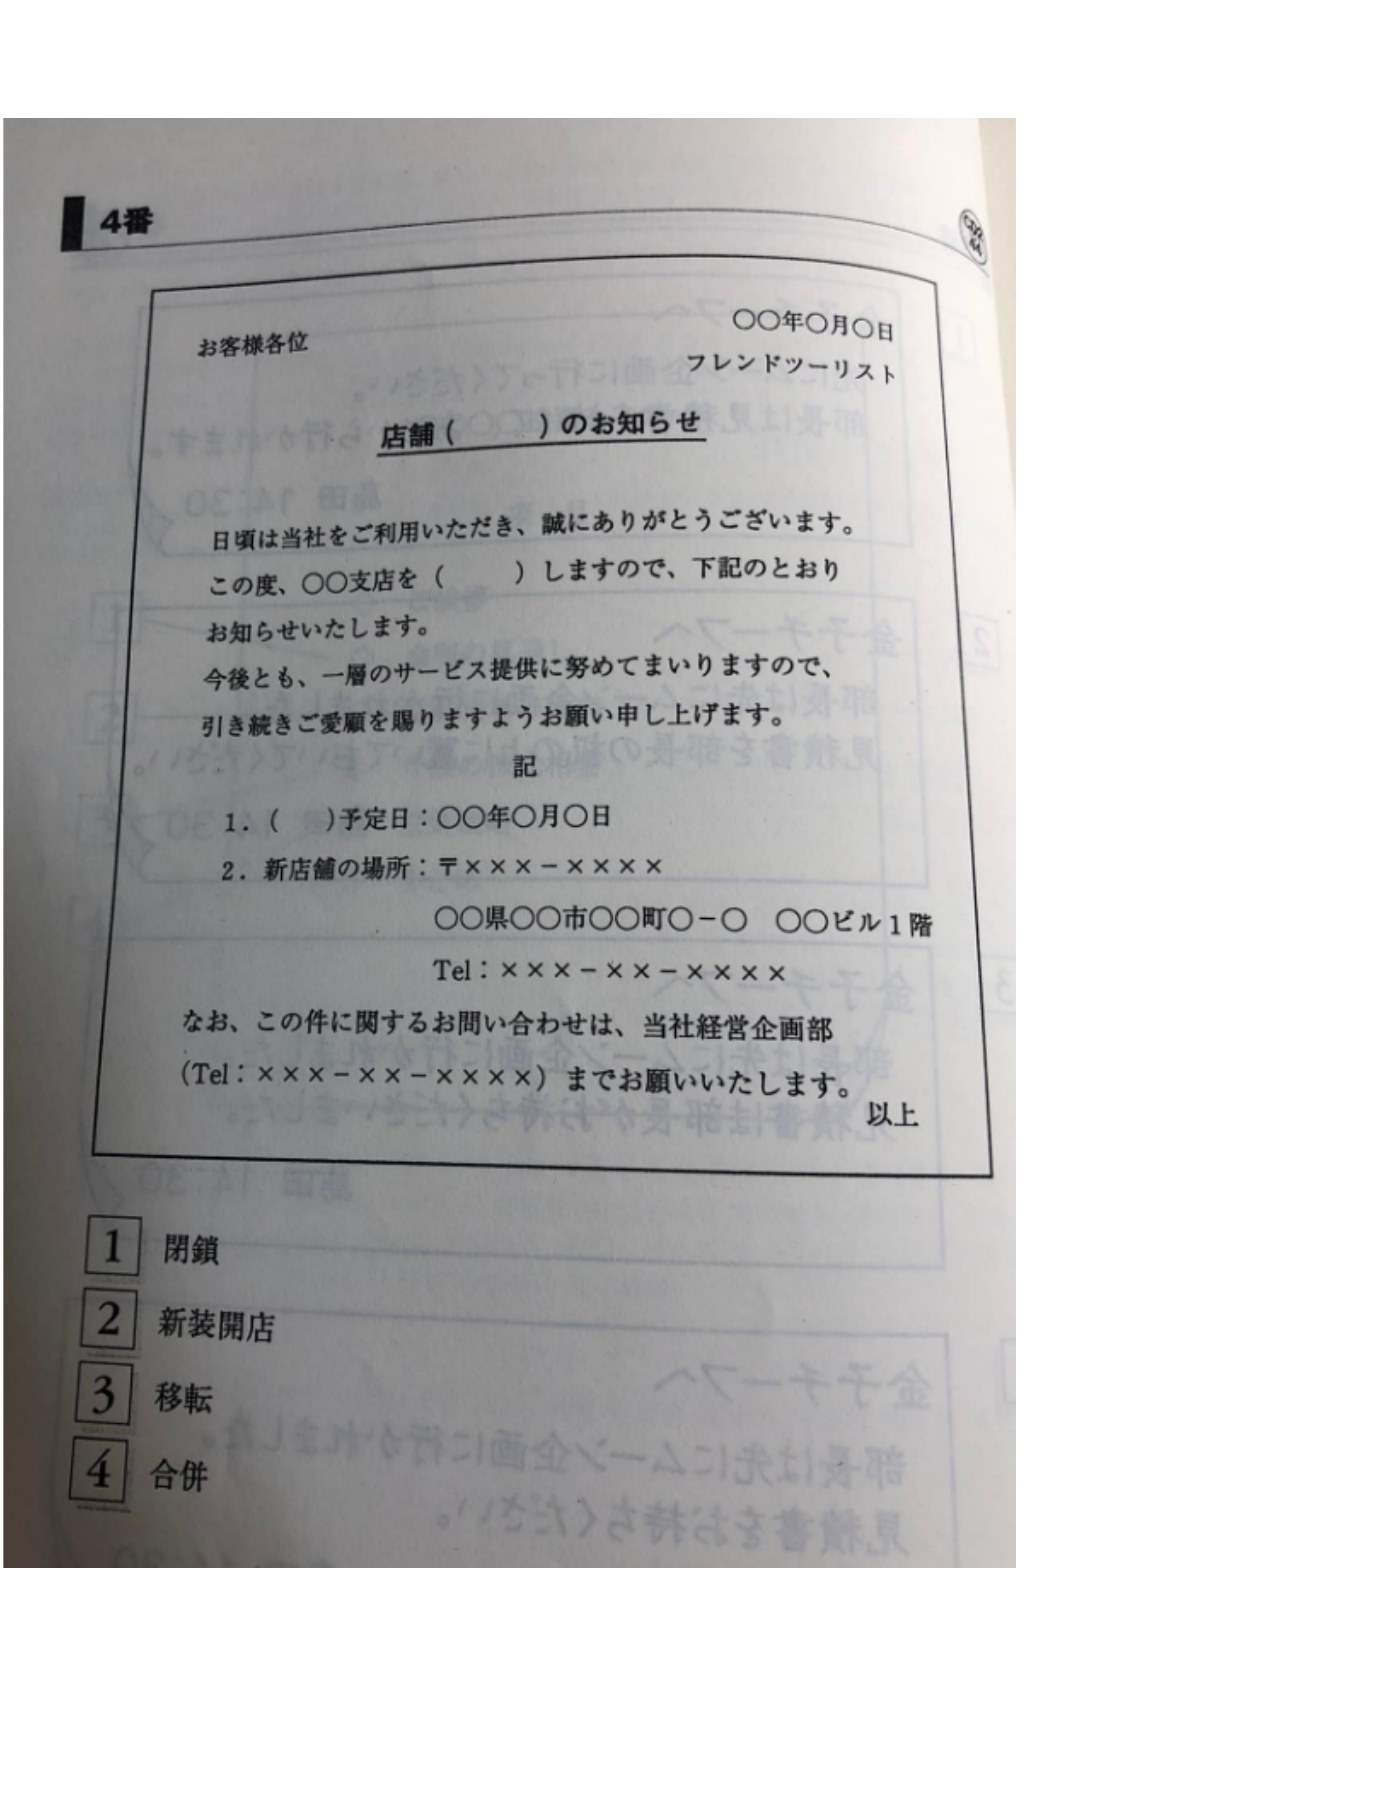 4番
CD2
44
〇〇年〇月〇日
お客様各位
フレンドツーリスト
店舗（　　　）のお知らせ
日頃は当社をご利用いただき、誠にありがとうございます。
この度、〇〇支店を（　　　）しますので、下記のとおり
お知らせいたします。
今後とも、一層のサービス提供に努めてまいりますので、
引き続きご愛顧を賜りますようお願い申し上げます。
記
1．(　　)予定日：〇〇年〇月〇日
2．新店舗の場所：〒×××－××××
〇〇県〇〇市〇〇町〇－〇　〇〇ビル1階
Tel：×××－××－××××
なお、この件に関するお問い合わせは、当社経営企画部
（Tel：×××－××－××××）までお願いいたします。
以上
1 閉鎖
2 新装開店
3 移転
4 合併